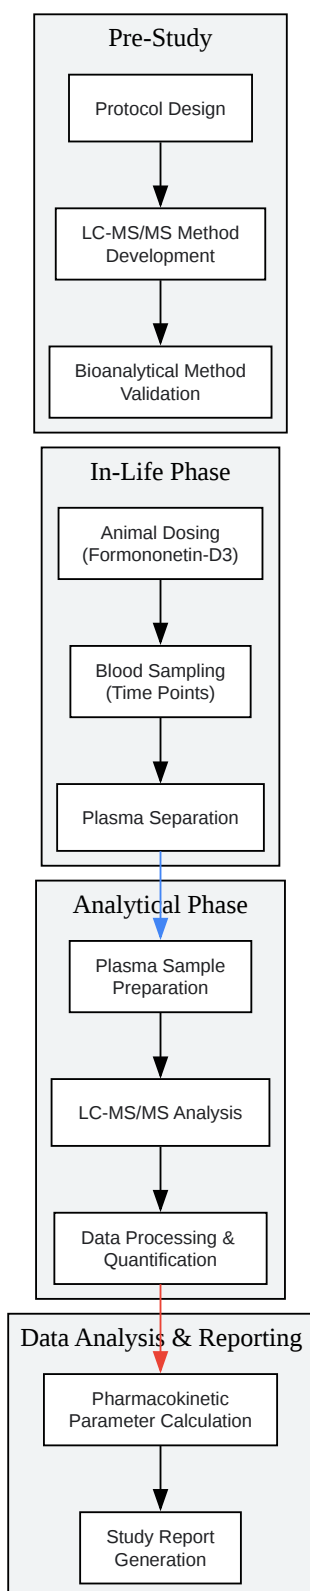 Pre-Study
Protocol Design
LC-MS/MS Method
Development
Bioanalytical Method
Validation
In-Life Phase
Animal Dosing
(Formononetin-D3)
Blood Sampling
(Time Points)
Plasma Separation
Analytical Phase
Plasma Sample
Preparation
LC-MS/MS Analysis
Data Processing &
Quantification
Data Analysis & Reporting
Pharmacokinetic
Parameter Calculation
Study Report
Generation